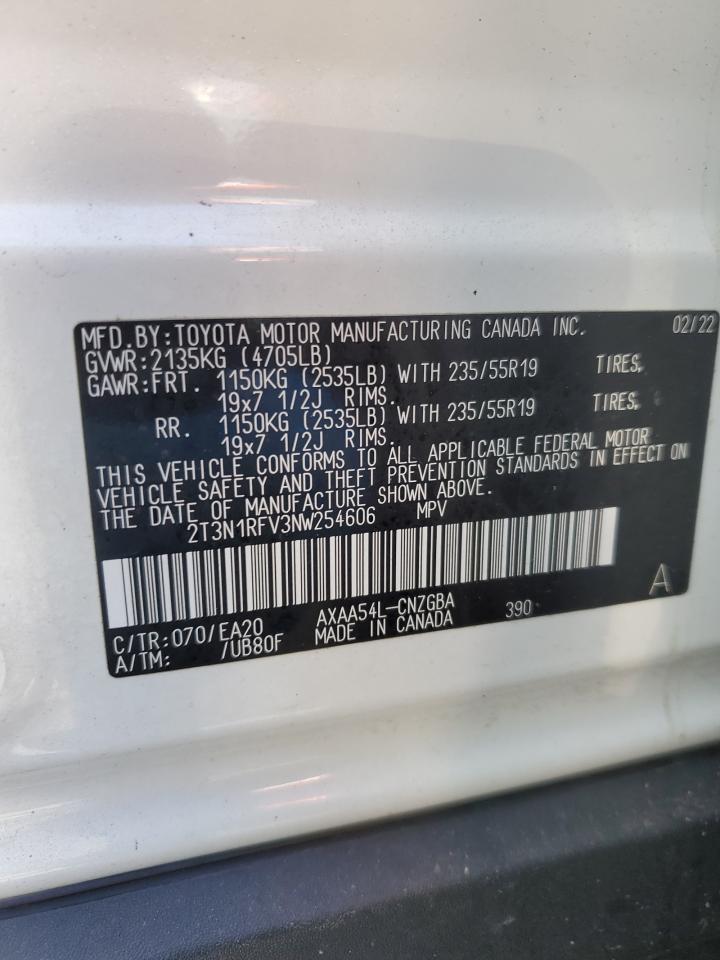 MFD.BY:TOYOTA MOTOR MANUFACTURING CANADA INC. 02/22
GVWR:2135KG (4705LB)
GAWR:FRT. 1150KG (2535LB) WITH 235/55R19 TIRES,
19x7 1/2J RIMS.
RR. 1150KG (2535LB) WITH 235/55R19 TIRES,
19x7 1/2J RIMS.
THIS VEHICLE CONFORMS TO ALL APPLICABLE FEDERAL MOTOR
VEHICLE SAFETY AND THEFT PREVENTION STANDARDS IN EFFECT ON
THE DATE OF MANUFACTURE SHOWN ABOVE.
2T3N1RFV3NW254606 MPV
C/TR:070/EA20 AXAA54L-CNZGBA 390 A
A/TM: /UB80F MADE IN CANADA